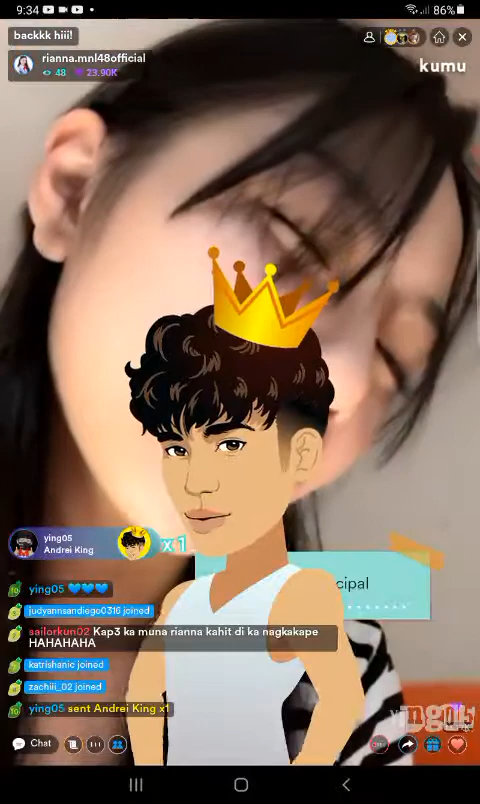 9:34
86%
backkk hiii!
rianna.mnl48official
48 23.90K
kumu
ying05
Andrei King
x1
cipal
ying05 💙💙💙
judyannsandiego0316 joined
sailorkun02 Kap3 ka muna rianna kahit di ka nagkakape
HAHAHAHA
katrishanic joined
zachiii_02 joined
ying05 sent Andrei King x1
Chat